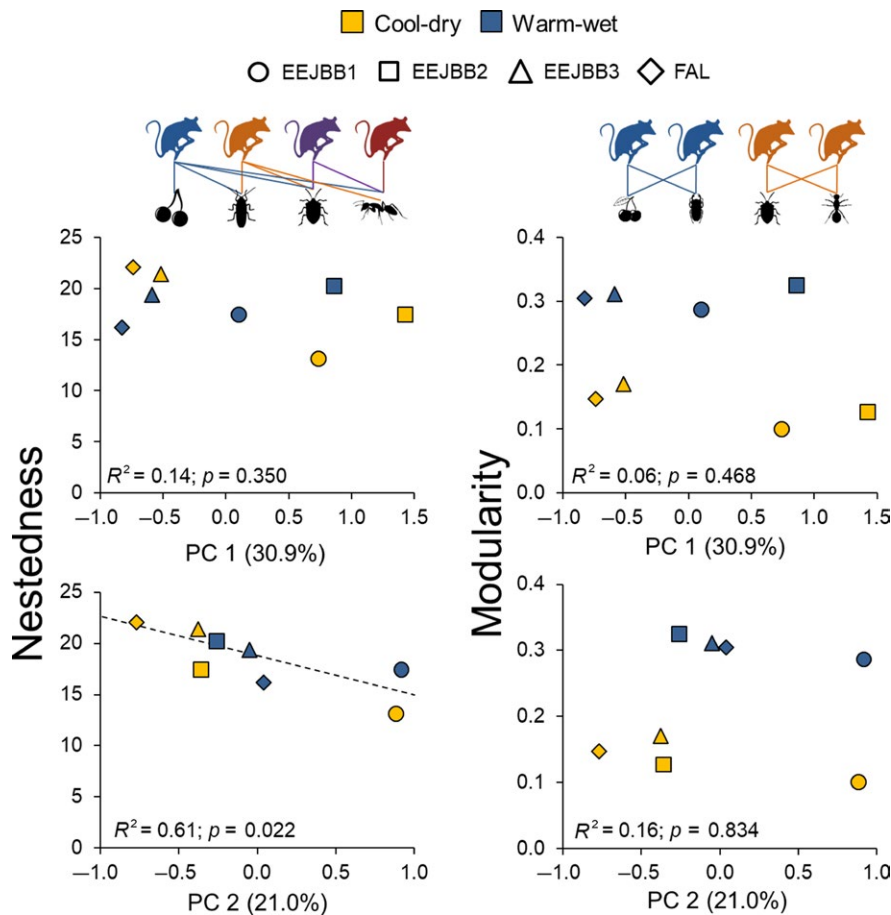 Cool-dry Warm-wet
EEJBB1 EEJBB2 EEJBB3 FAL
Nestedness
25
20
15
10
5
0
R² = 0.14; p = 0.350
−1.0 −0.5 0.0 0.5 1.0 1.5
PC 1 (30.9%)
Modularity
0.4
0.3
0.2
0.1
0.0
R² = 0.06; p = 0.468
−1.0 −0.5 0.0 0.5 1.0 1.5
PC 1 (30.9%)
25
20
15
10
5
0
R² = 0.61; p = 0.022
−1.0 −0.5 0.0 0.5 1.0
PC 2 (21.0%)
0.4
0.3
0.2
0.1
0.0
R² = 0.16; p = 0.834
−1.0 −0.5 0.0 0.5 1.0
PC 2 (21.0%)